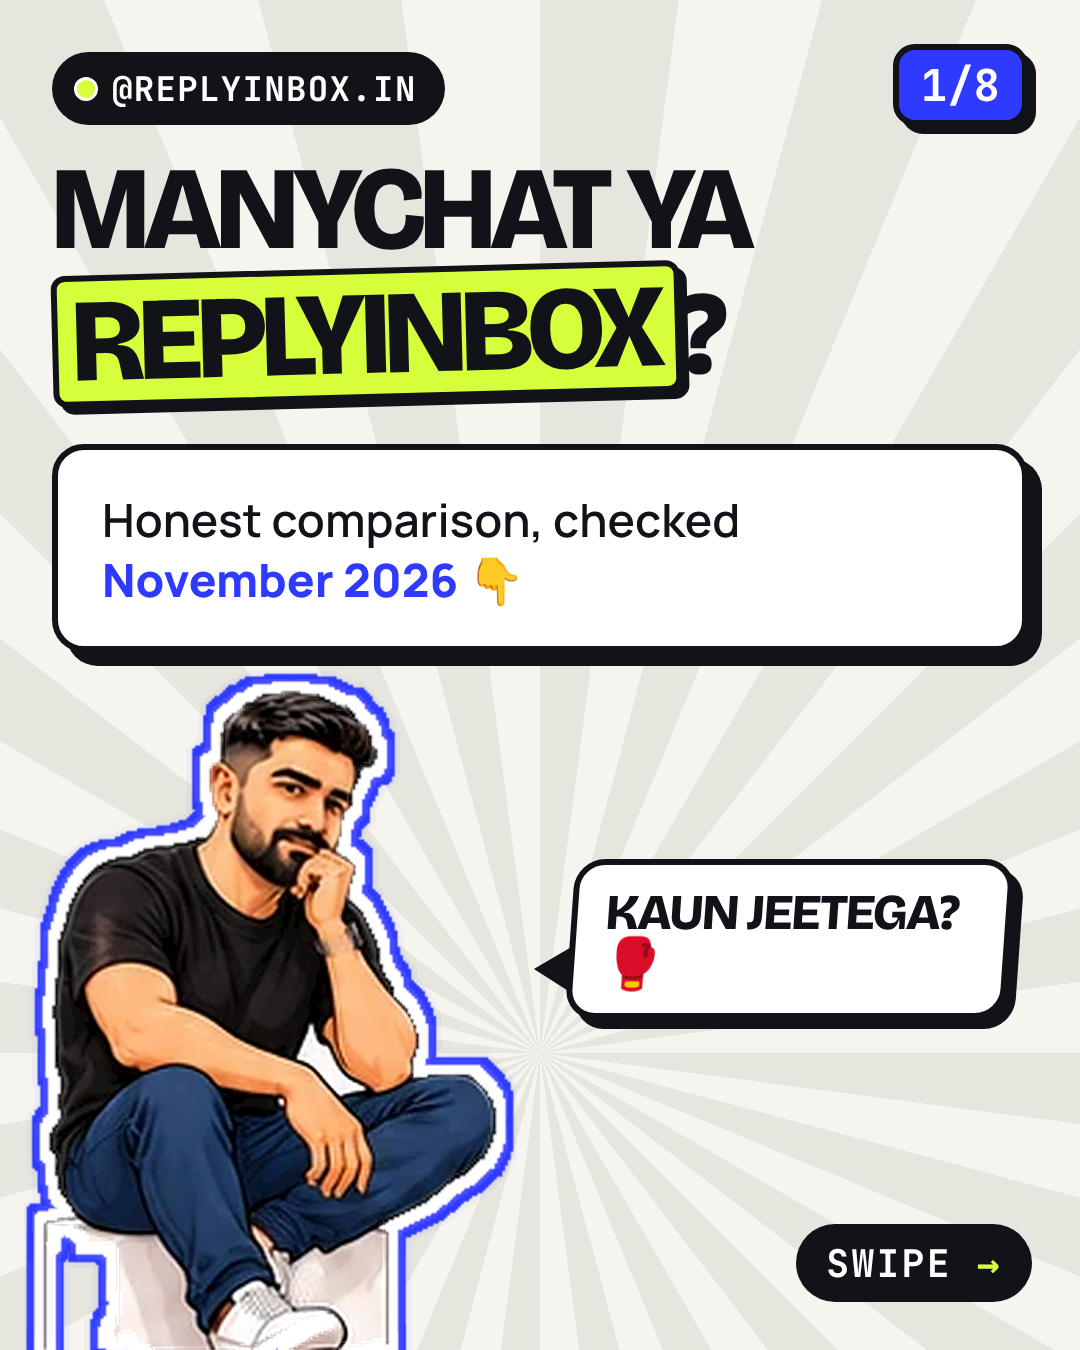 @REPLYINBOX.IN
1/8
MANYCHAT YA
REPLYINBOX?
Honest comparison, checked
November 2026 👇
KAUN JEETEGA?
🥊
SWIPE →